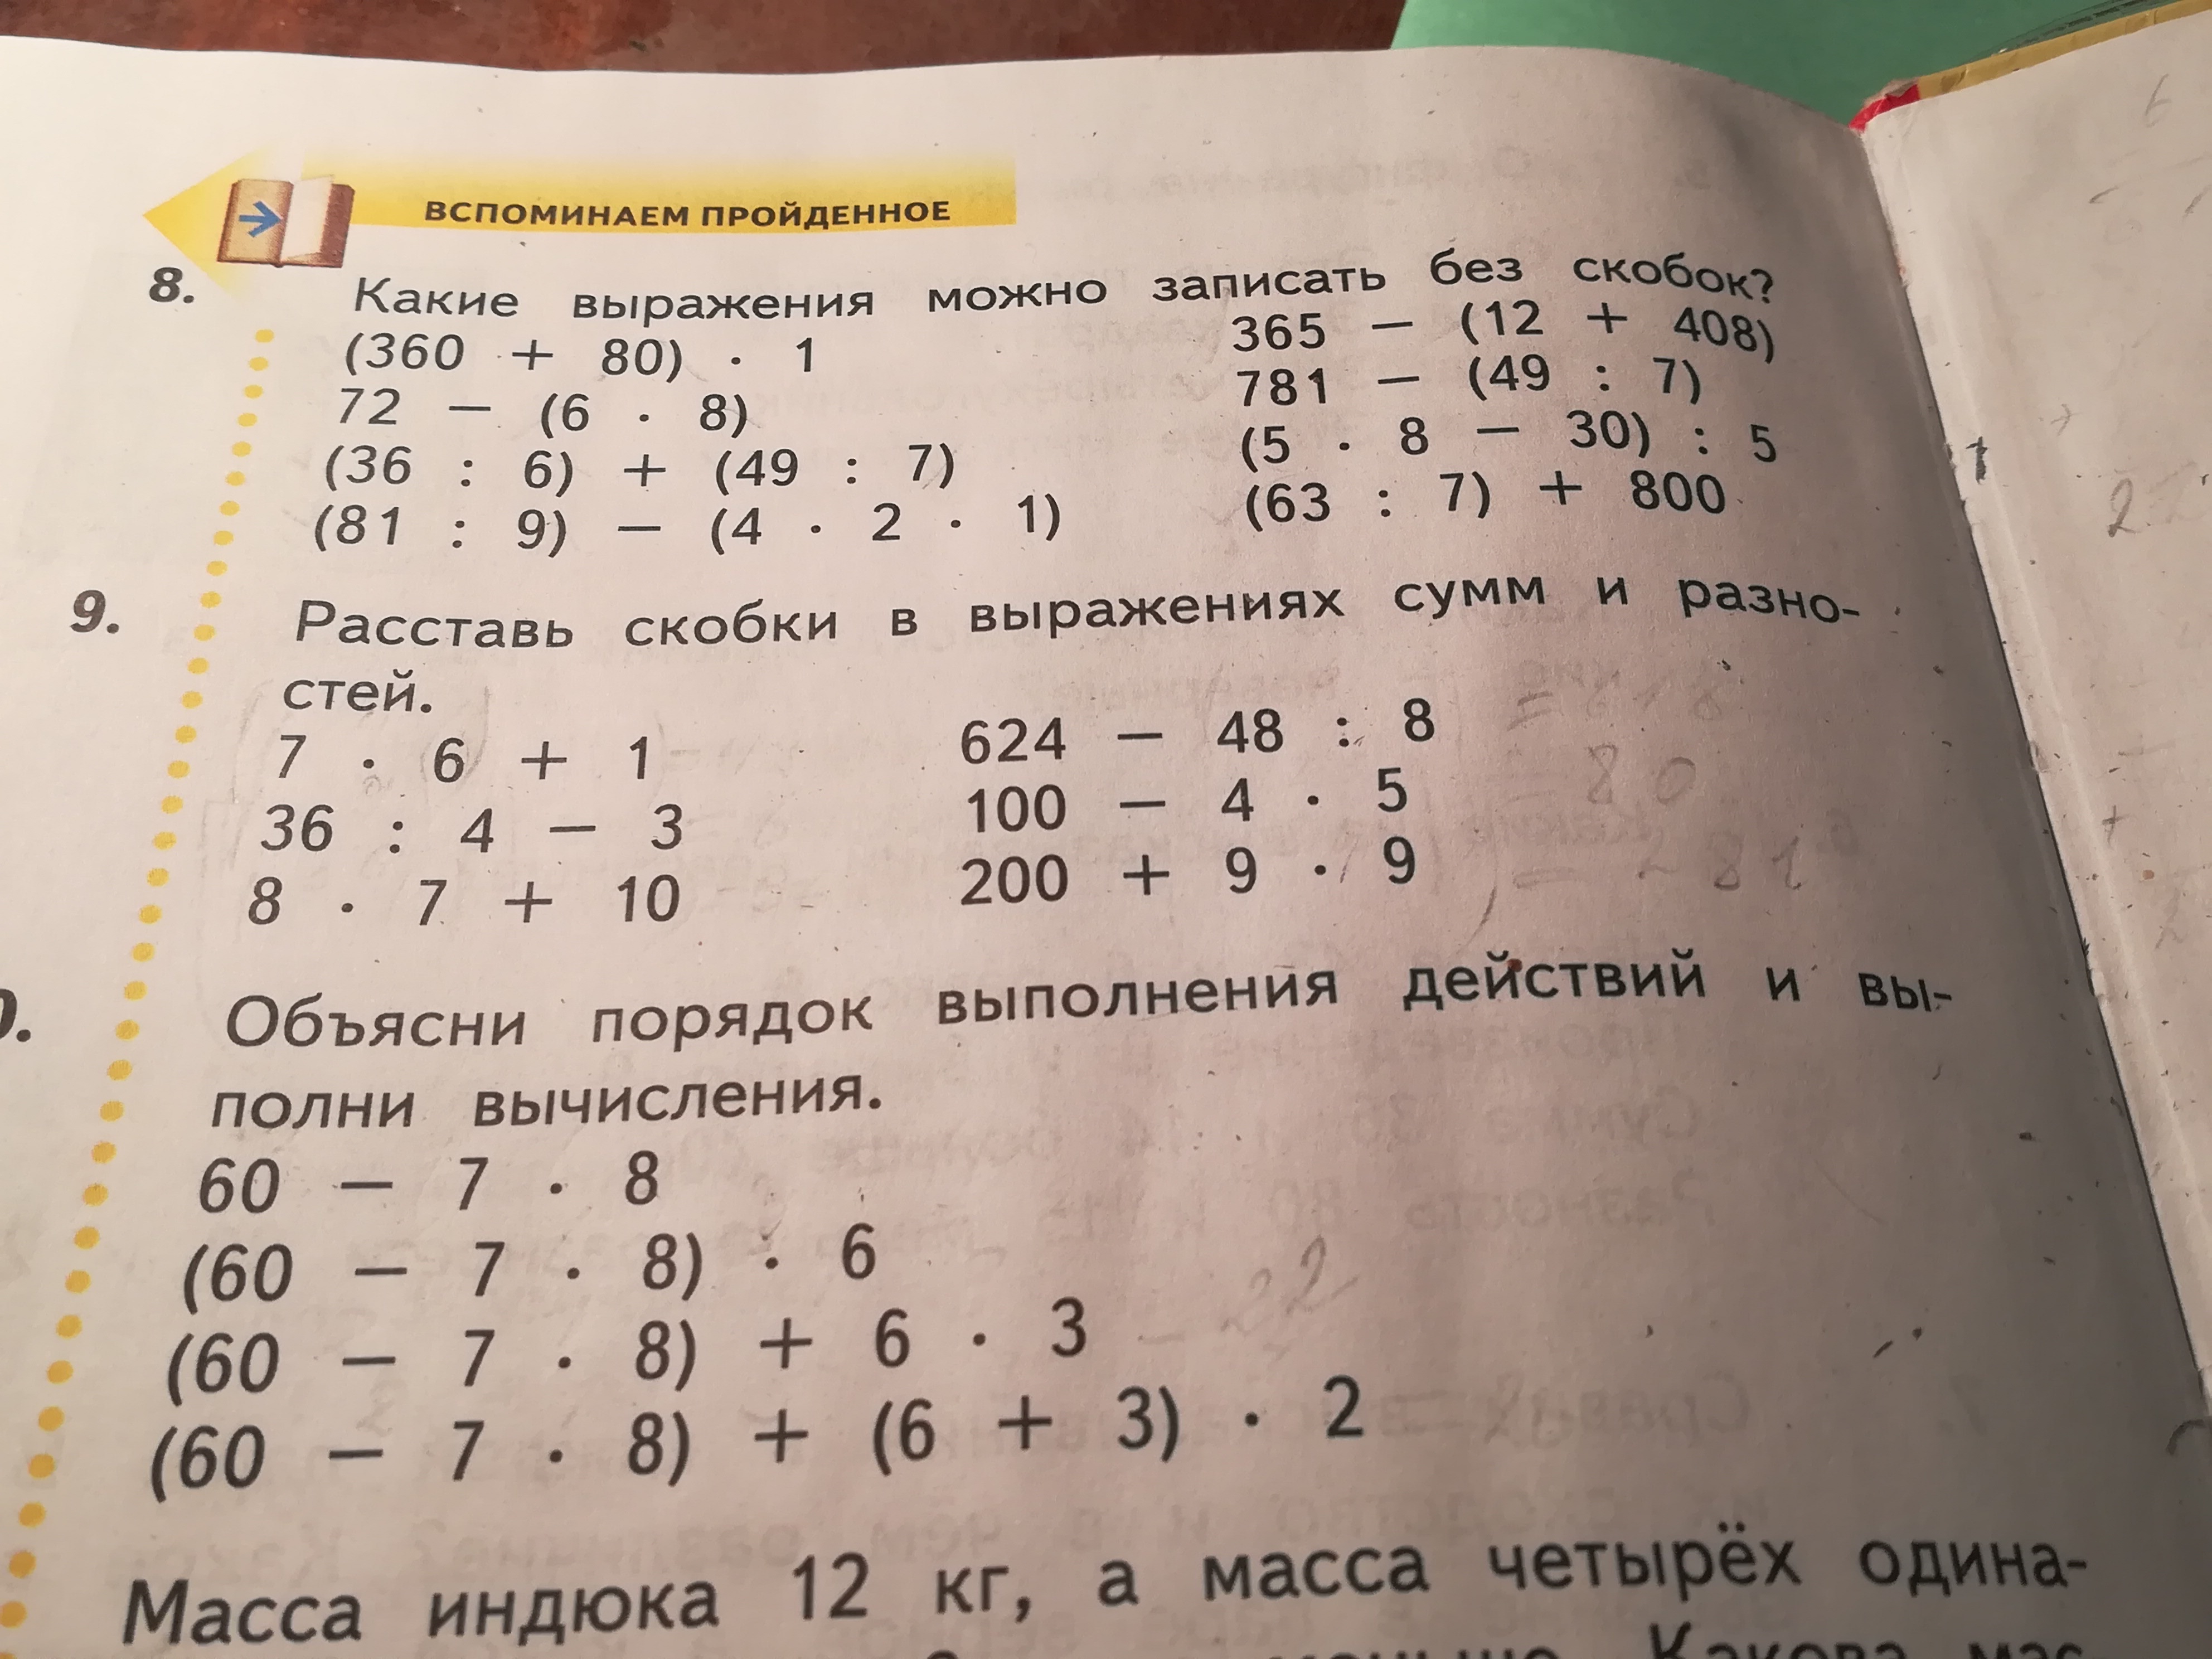 ВСПОМИНАЕМ ПРОЙДЕННОЕ
8. Какие выражения можно записать без скобок?
(360 + 80) · 1
72 − (6 · 8)
(36 : 6) + (49 : 7)
(81 : 9) − (4 · 2 · 1)
365 − (12 + 408)
781 − (49 : 7)
(5 · 8 − 30) : 5
(63 : 7) + 800
9. Расставь скобки в выражениях сумм и разно-
стей.
7 · 6 + 1
36 : 4 − 3
8 · 7 + 10
624 − 48 : 8
100 − 4 · 5
200 + 9 · 9
0. Объясни порядок выполнения действий и вы-
полни вычисления.
60 − 7 · 8
(60 − 7 · 8) · 6
(60 − 7 · 8) + 6 · 3
(60 − 7 · 8) + (6 + 3) · 2
Масса индюка 12 кг, а масса четырёх одина-